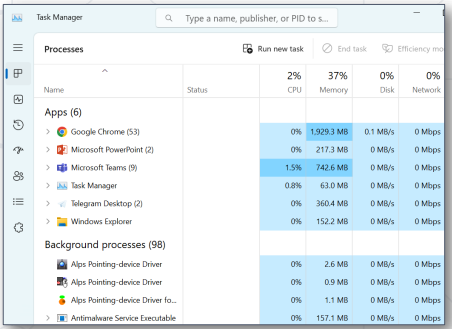 Task Manager
Type a name, publisher, or PID to s...
Processes
Run new task
End task
Efficiency mo
2% 37% 0% 0%
Name Status CPU Memory Disk Network
Apps (6)
Google Chrome (53) 0% 1,929.3 MB 0.1 MB/s 0 Mbps
Microsoft PowerPoint (2) 0% 217.3 MB 0 MB/s 0 Mbps
Microsoft Teams (9) 1.5% 742.6 MB 0 MB/s 0 Mbps
Task Manager 0.8% 63.0 MB 0 MB/s 0 Mbps
Telegram Desktop (2) 0% 360.4 MB 0 MB/s 0 Mbps
Windows Explorer 0% 152.2 MB 0 MB/s 0 Mbps
Background processes (98)
Alps Pointing-device Driver 0% 2.6 MB 0 MB/s 0 Mbps
Alps Pointing-device Driver 0% 0.9 MB 0 MB/s 0 Mbps
Alps Pointing-device Driver fo... 0% 1.1 MB 0 MB/s 0 Mbps
Antimalware Service Executable 0% 157.1 MB 0 MB/s 0 Mbps